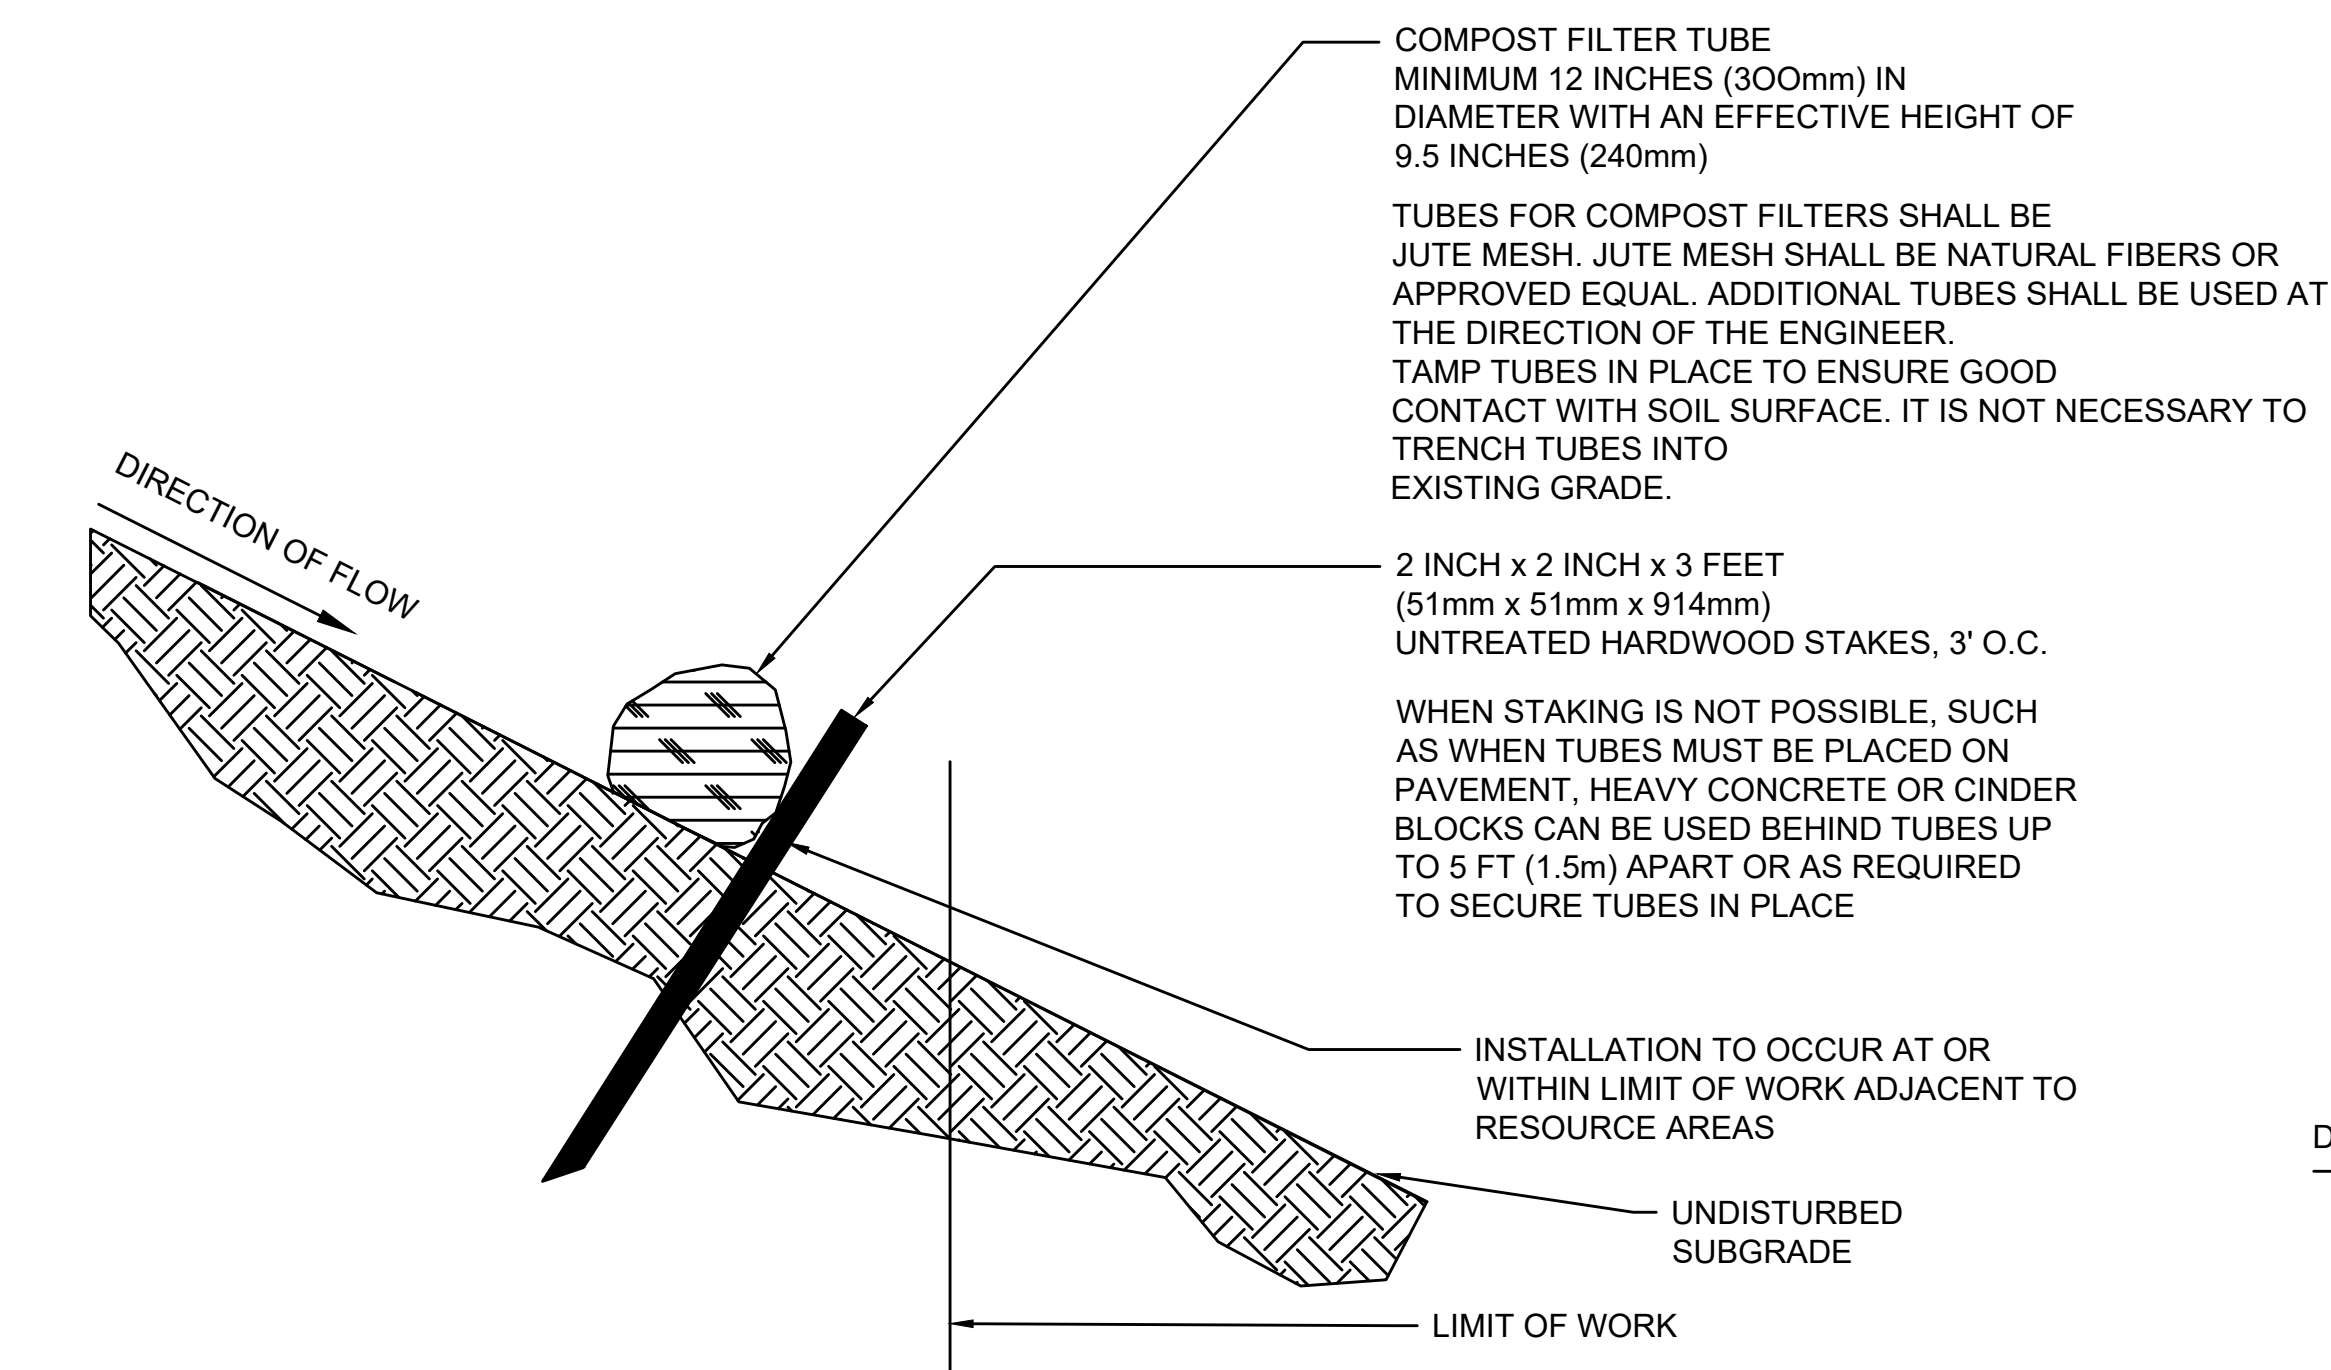 COMPOST FILTER TUBE
MINIMUM 12 INCHES (3OOmm) IN
DIAMETER WITH AN EFFECTIVE HEIGHT OF
9.5 INCHES (240mm)
TUBES FOR COMPOST FILTERS SHALL BE
JUTE MESH. JUTE MESH SHALL BE NATURAL FIBERS OR
APPROVED EQUAL. ADDITIONAL TUBES SHALL BE USED AT
THE DIRECTION OF THE ENGINEER.
TAMP TUBES IN PLACE TO ENSURE GOOD
CONTACT WITH SOIL SURFACE. IT IS NOT NECESSARY TO
TRENCH TUBES INTO
EXISTING GRADE.
DIRECTION OF FLOW
2 INCH x 2 INCH x 3 FEET
(51mm x 51mm x 914mm)
UNTREATED HARDWOOD STAKES, 3' O.C.
WHEN STAKING IS NOT POSSIBLE, SUCH
AS WHEN TUBES MUST BE PLACED ON
PAVEMENT, HEAVY CONCRETE OR CINDER
BLOCKS CAN BE USED BEHIND TUBES UP
TO 5 FT (1.5m) APART OR AS REQUIRED
TO SECURE TUBES IN PLACE
INSTALLATION TO OCCUR AT OR
WITHIN LIMIT OF WORK ADJACENT TO
RESOURCE AREAS
UNDISTURBED
SUBGRADE
LIMIT OF WORK